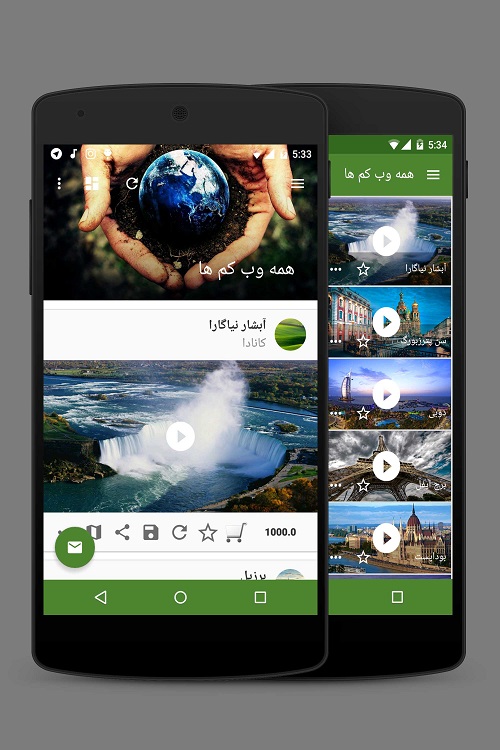 5:33
همه وب کم ها
آبشار نیاگارا
کانادا
1000.0
برزیل
5:34
همه وب کم ها
آبشار نیاگارا
سن پترزبورگ
دوبی
برج ایفل
بوداپست